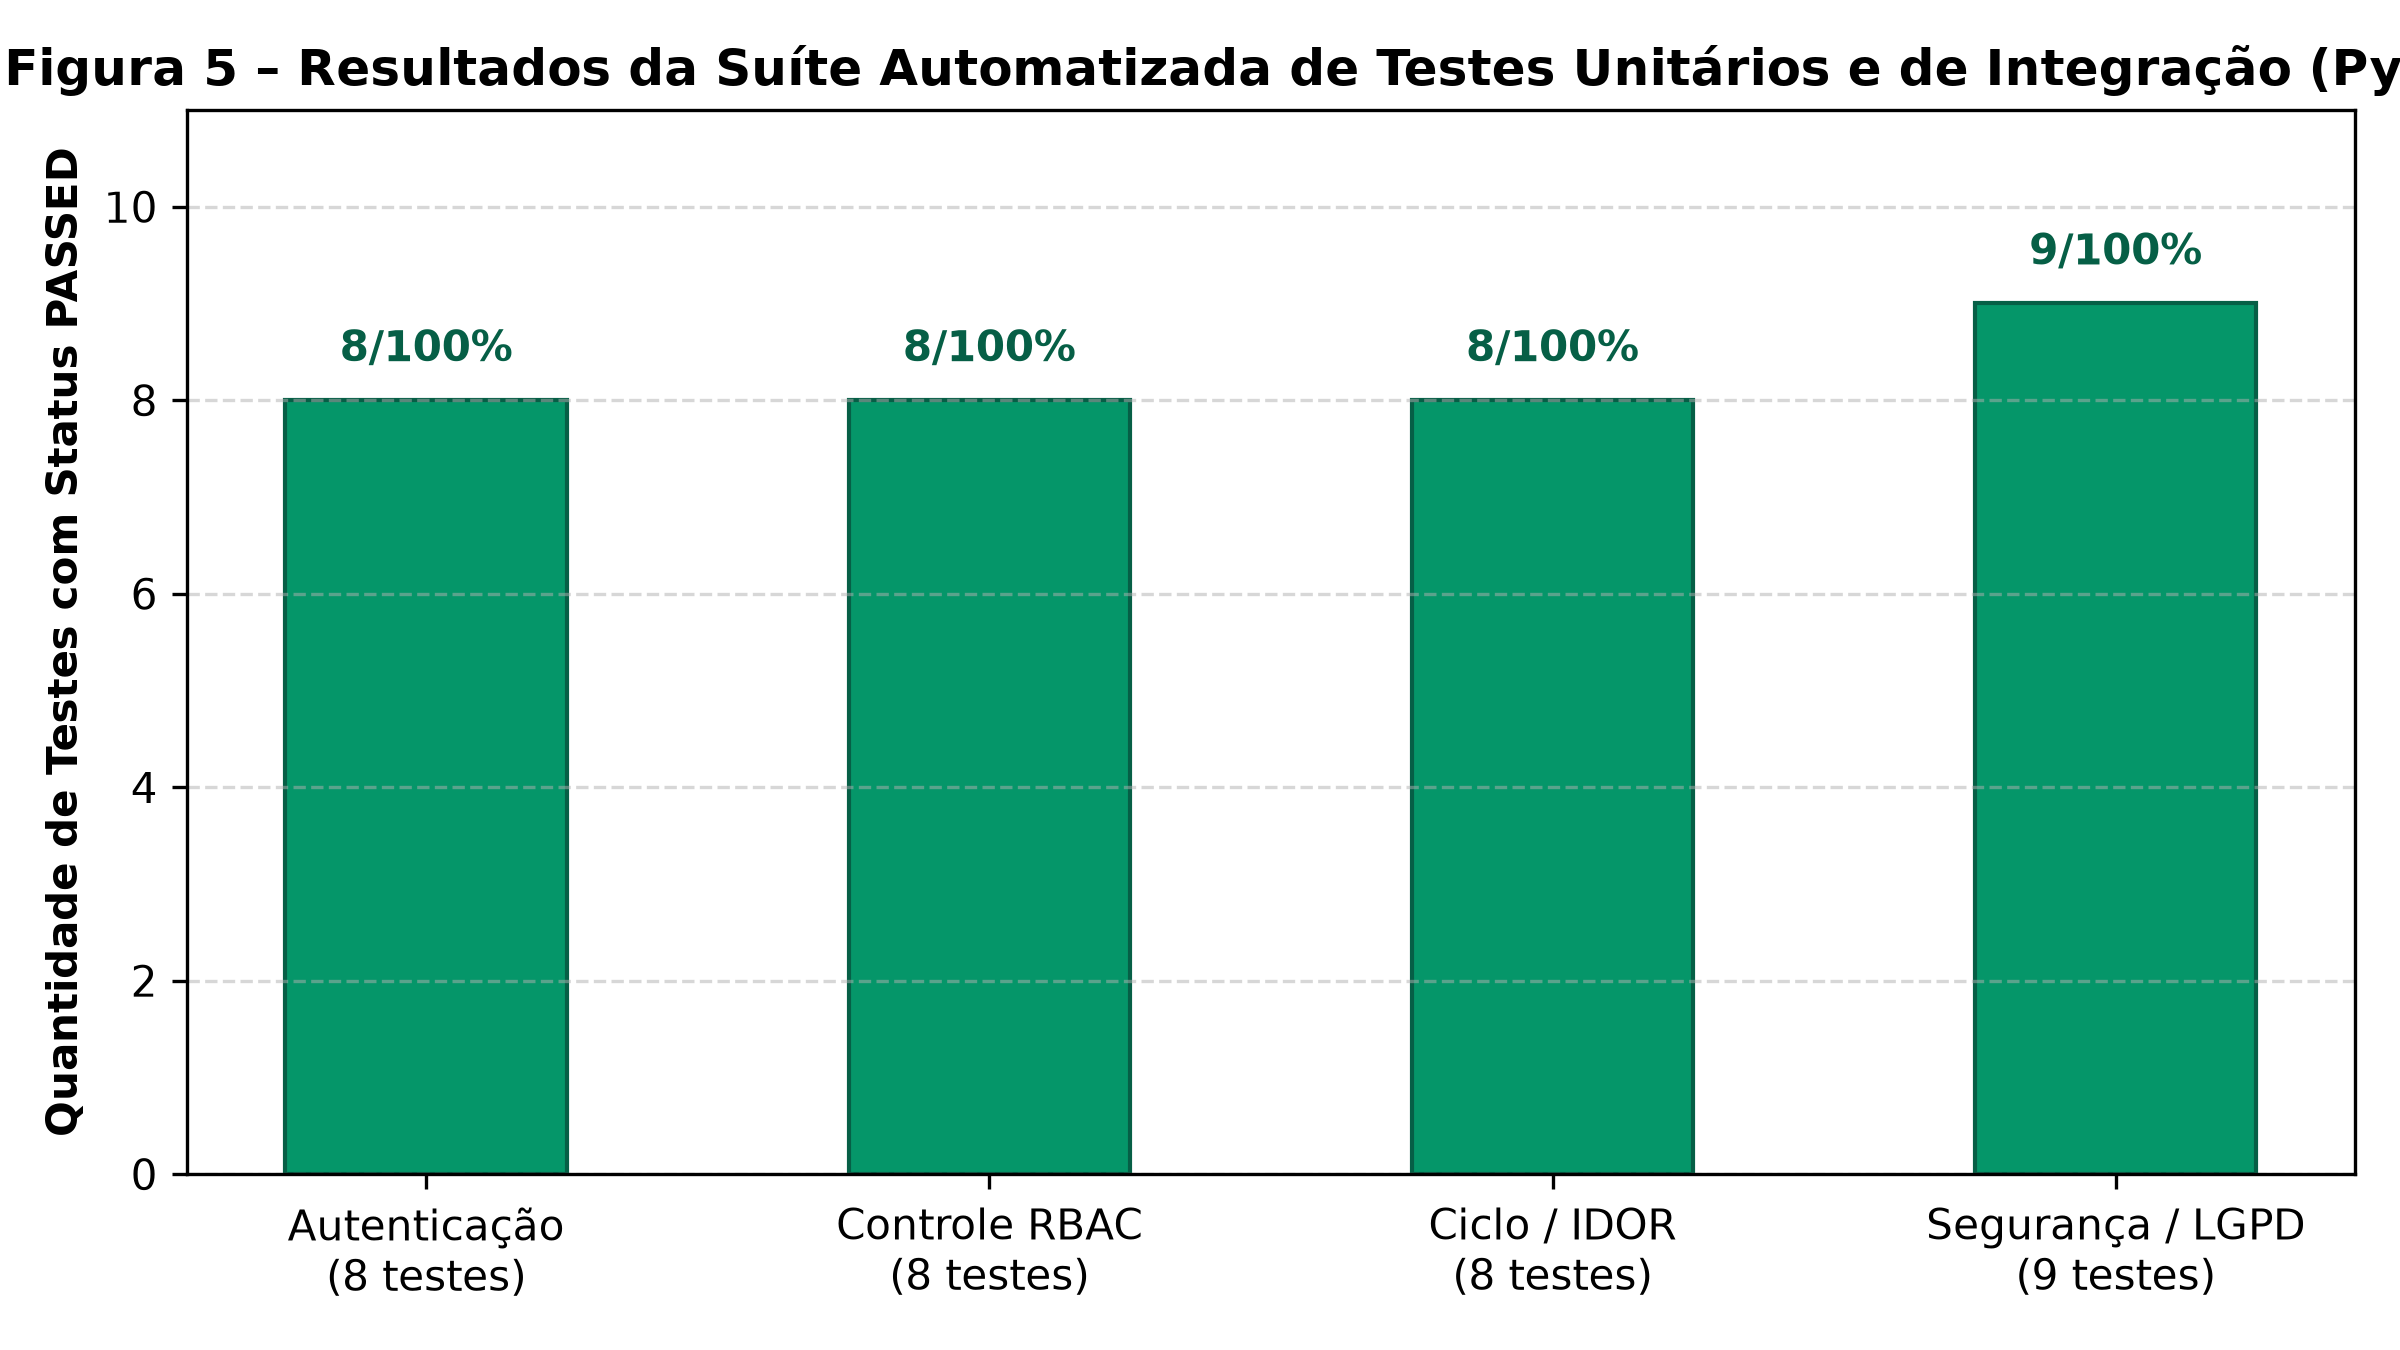 Figura 5 – Resultados da Suíte Automatizada de Testes Unitários e de Integração (Py
Quantidade de Testes com Status PASSED
10
8
6
4
2
0
8/100%
8/100%
8/100%
9/100%
Autenticação
(8 testes)
Controle RBAC
(8 testes)
Ciclo / IDOR
(8 testes)
Segurança / LGPD
(9 testes)